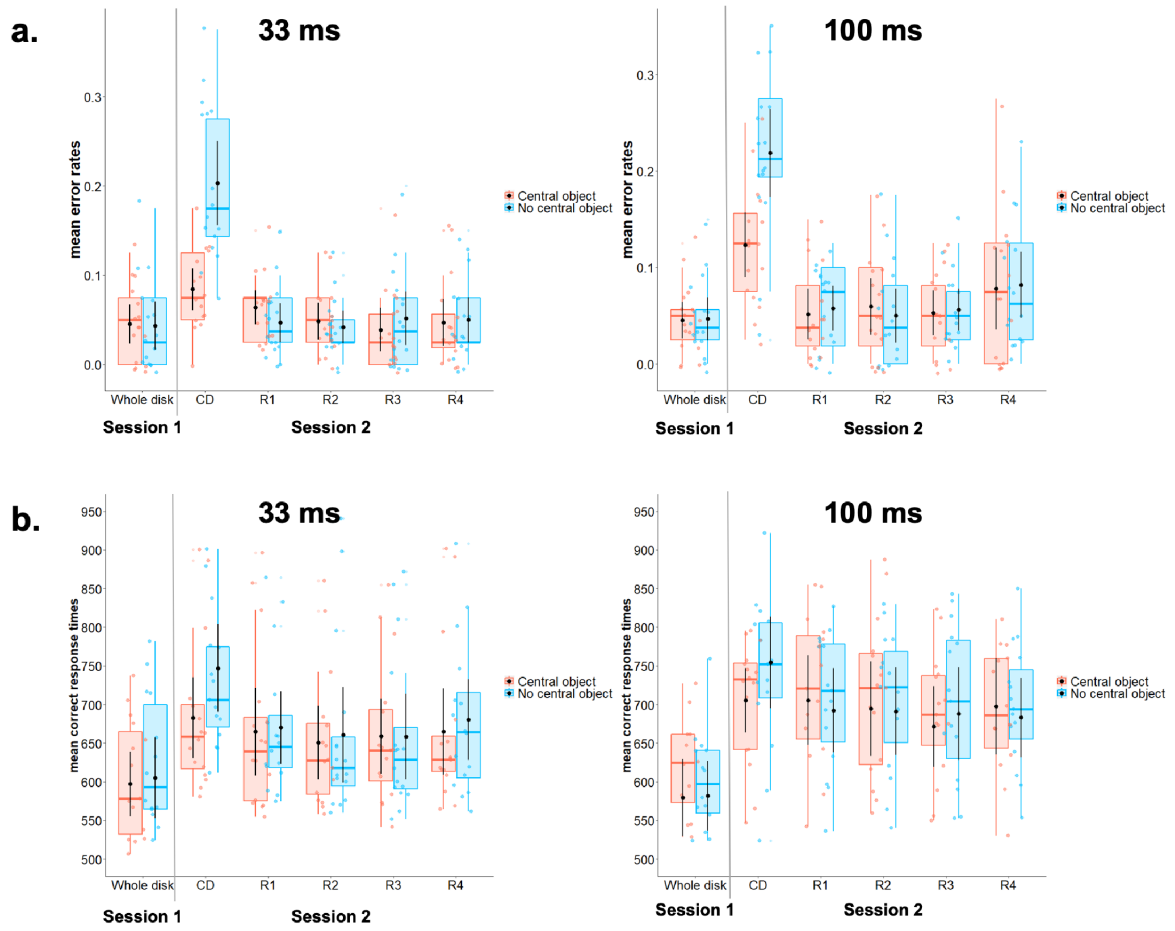 a.
33 ms
mean error rates
0.3
0.2
0.1
0.0
Central object
No central object
Whole disk CD R1 R2 R3 R4
Session 1 Session 2
100 ms
mean error rates
0.3
0.2
0.1
0.0
Central object
No central object
Whole disk CD R1 R2 R3 R4
Session 1 Session 2
b.
33 ms
mean correct response times
950
900
850
800
750
700
650
600
550
500
Central object
No central object
Whole disk CD R1 R2 R3 R4
Session 1 Session 2
100 ms
mean correct response times
950
900
850
800
750
700
650
600
550
500
Central object
No central object
Whole disk CD R1 R2 R3 R4
Session 1 Session 2